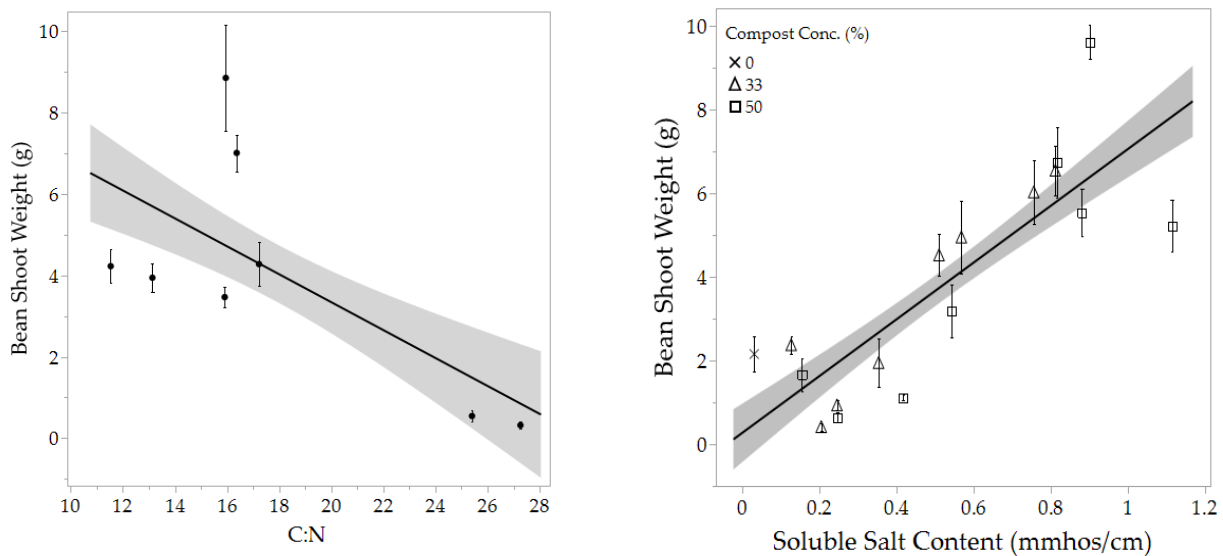 Bean Shoot Weight (g)
10
8
6
4
2
0
10 12 14 16 18 20 22 24 26 28
C:N
Bean Shoot Weight (g)
10
8
6
4
2
0
Compost Conc. (%)
0
33
50
0 0.2 0.4 0.6 0.8 1 1.2
Soluble Salt Content (mmhos/cm)